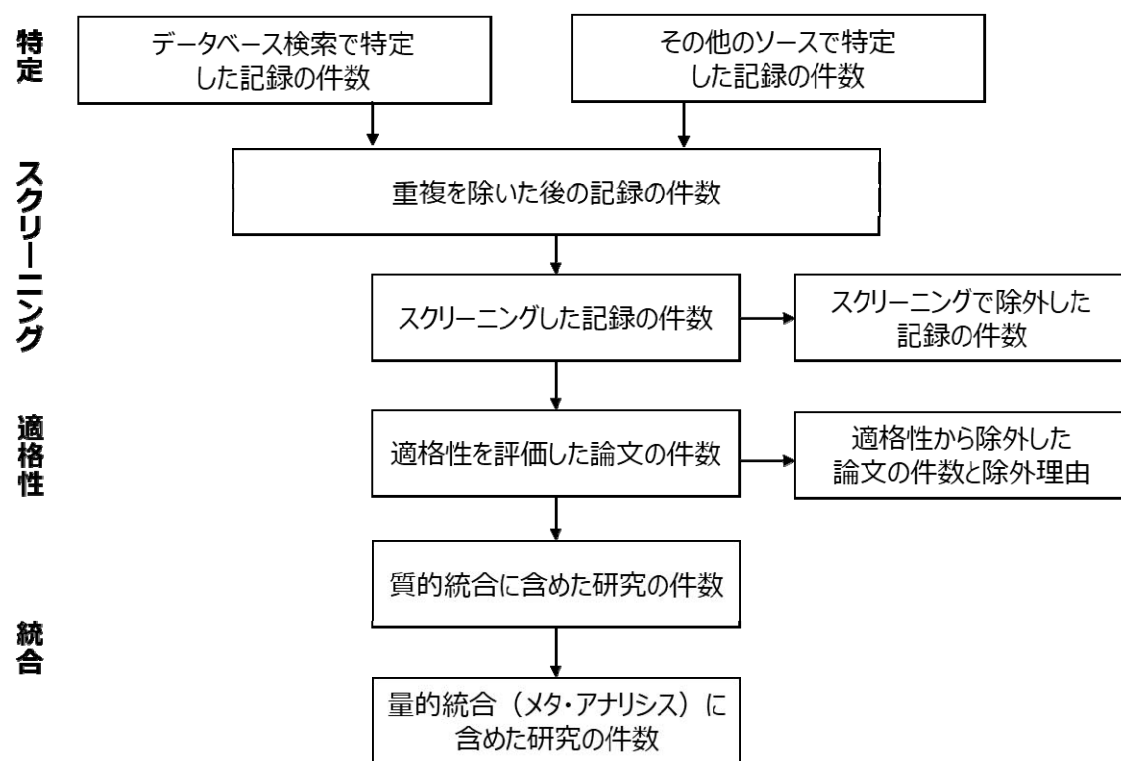 特定
データベース検索で特定
した記録の件数
その他のソースで特定
した記録の件数
スクリーニング
重複を除いた後の記録の件数
スクリーニングした記録の件数
スクリーニングで除外した
記録の件数
適格性
適格性を評価した論文の件数
適格性から除外した
論文の件数と除外理由
統合
質的統合に含めた研究の件数
量的統合（メタ・アナリシス）に
含めた研究の件数